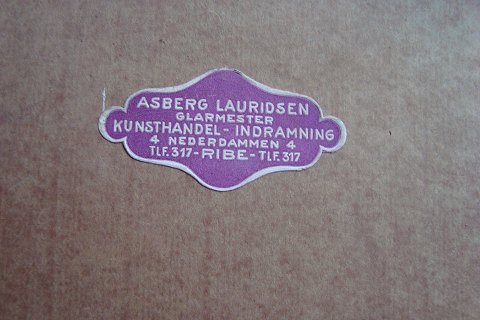 ASBERG LAURIDSEN
GLARMESTER
KUNSTHANDEL - INDRAMNING
4 NEDERDAMMEN 4
TLF. 317 - RIBE - TLF. 317